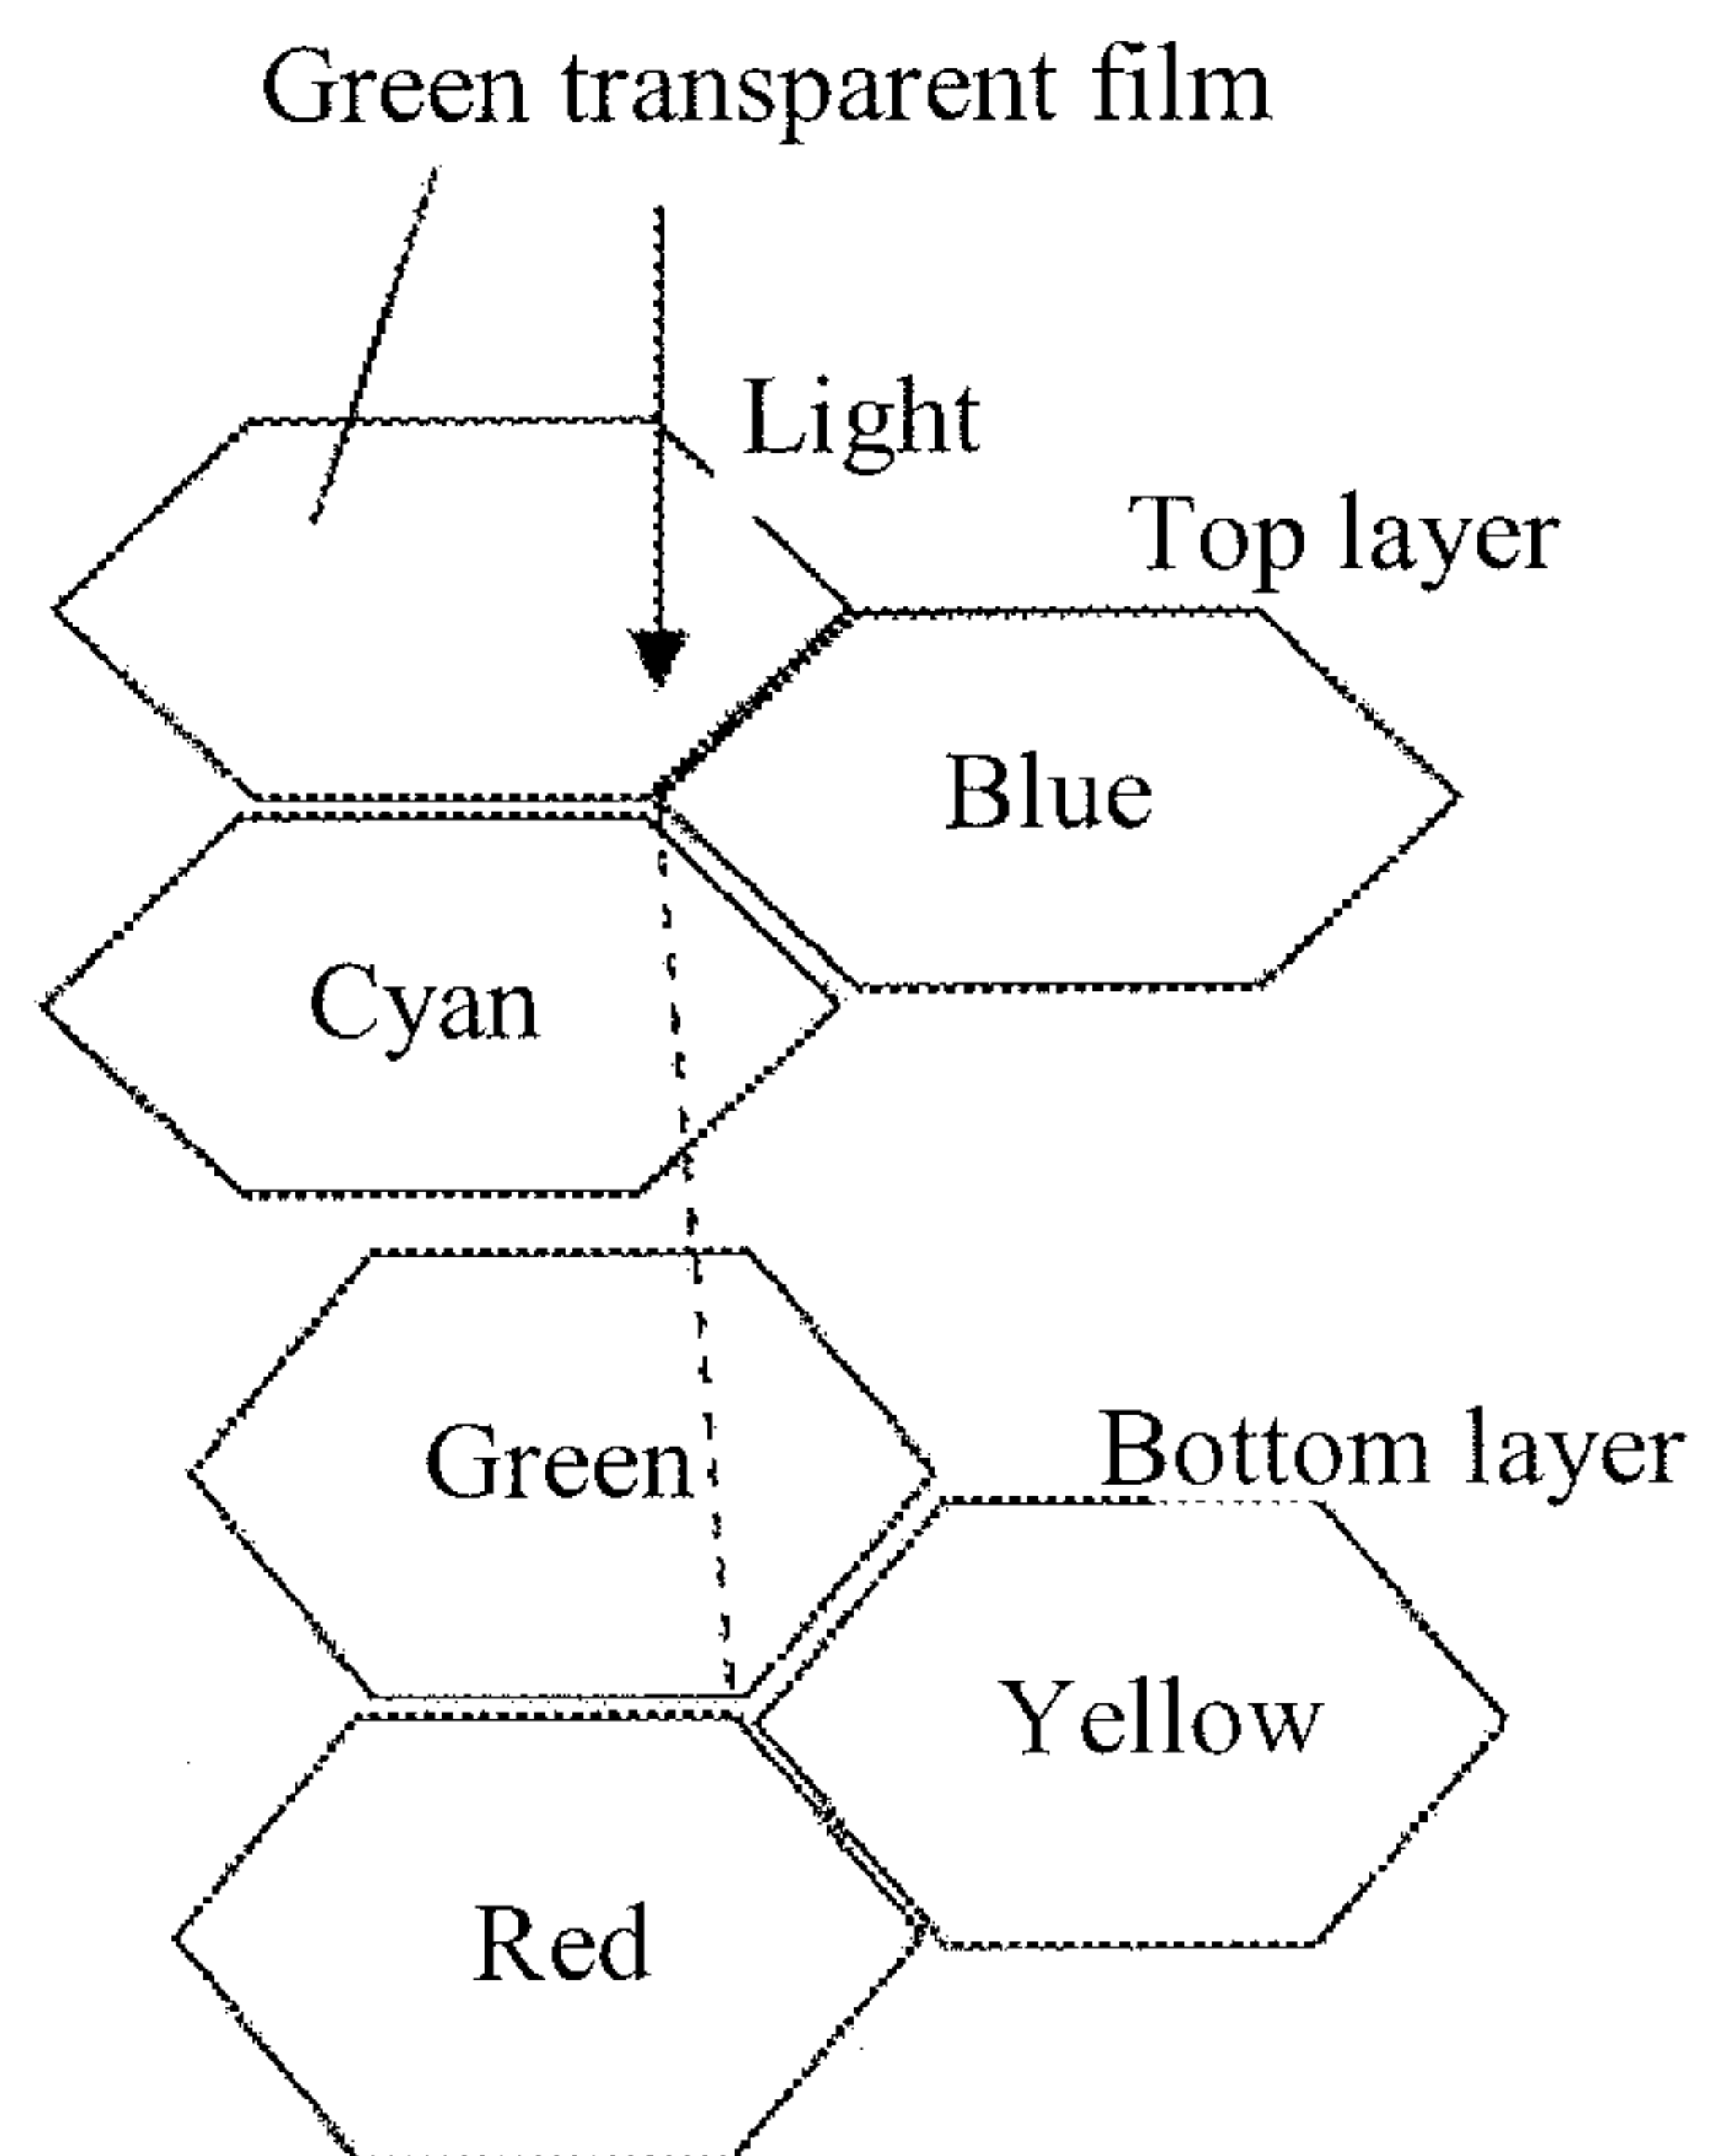 Green transparent film
Light
Top layer
Blue
Cyan
Green
Bottom layer
Yellow
Red